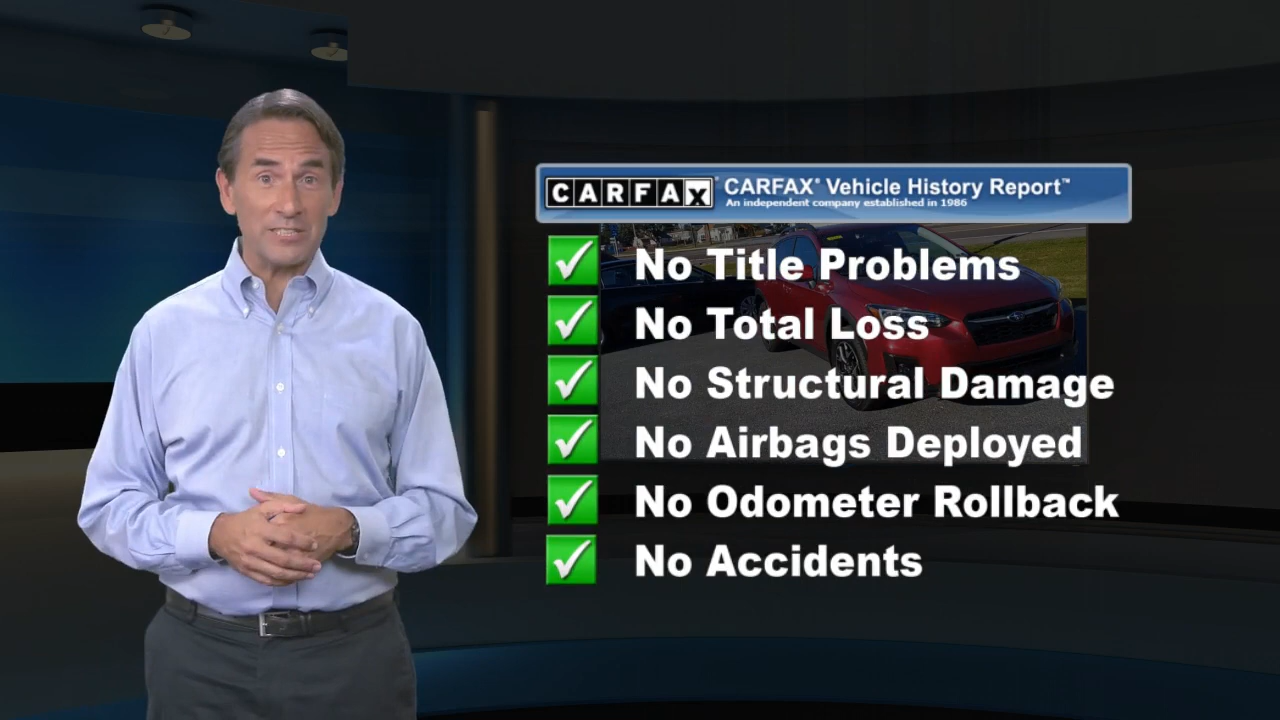 CARFAX CARFAX® Vehicle History Report™
An independent company established in 1986
No Title Problems
No Total Loss
No Structural Damage
No Airbags Deployed
No Odometer Rollback
No Accidents